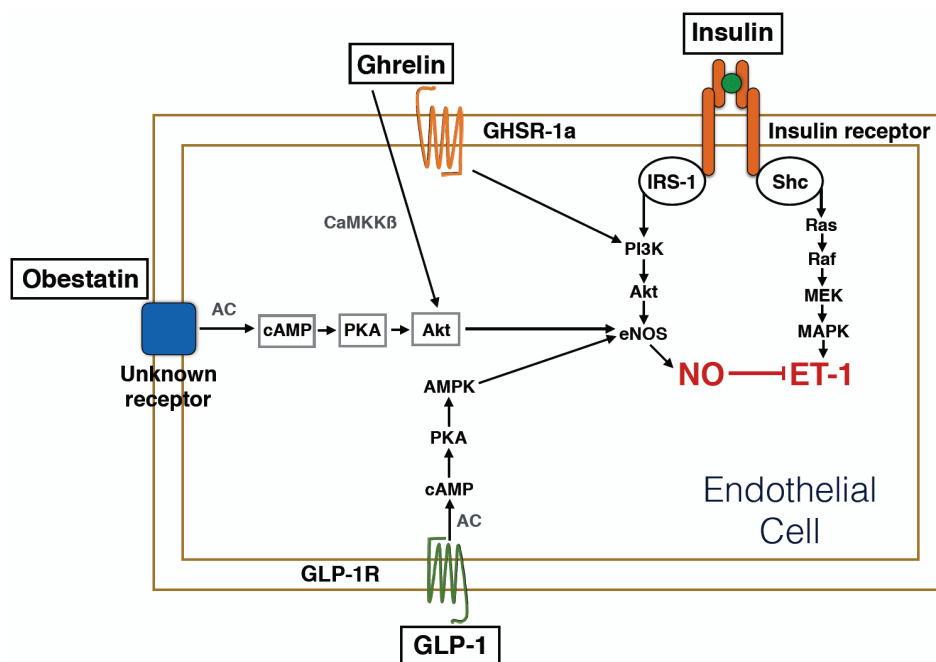 Insulin
Ghrelin
GHSR-1a
Insulin receptor
IRS-1
Shc
CaMKKß
Ras
PI3K
Raf
Obestatin
Akt
MEK
AC
cAMP
PKA
Akt
eNOS
MAPK
Unknown
receptor
NO
ET-1
AMPK
PKA
cAMP
AC
Endothelial
Cell
GLP-1R
GLP-1